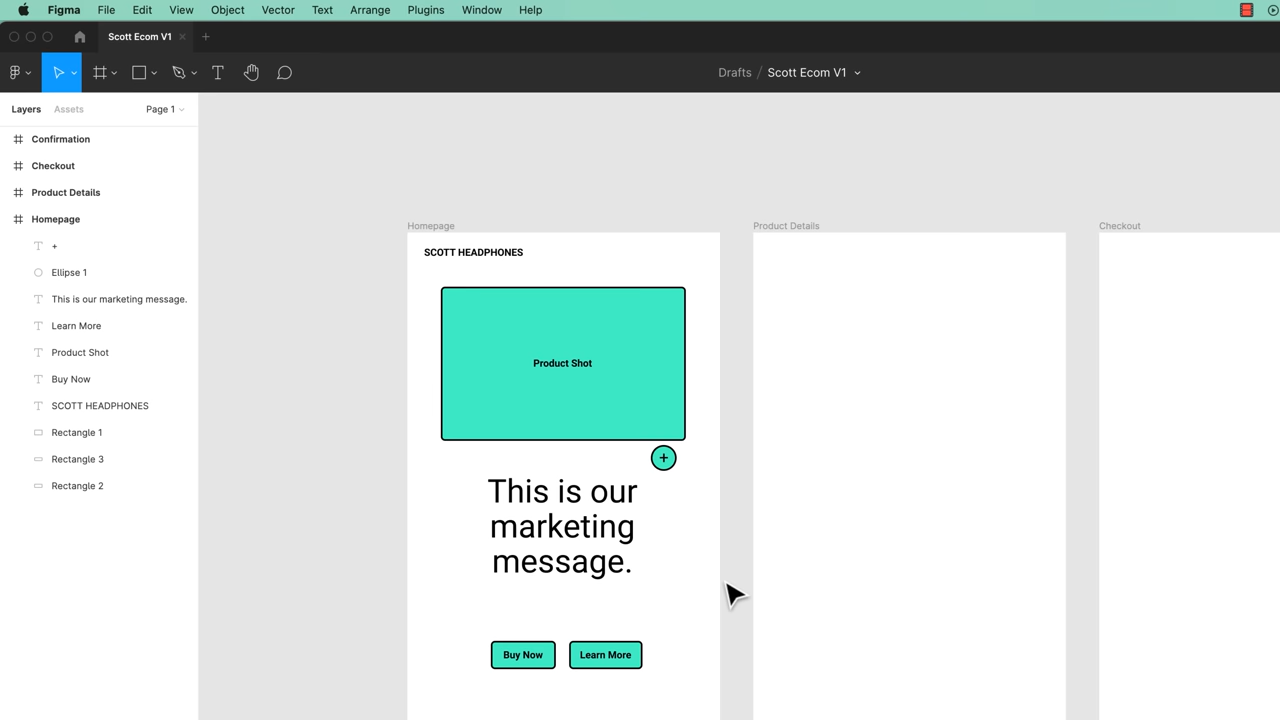 Figma File Edit View Object Vector Text Arrange Plugins Window Help
Scott Ecom V1
Drafts / Scott Ecom V1
Layers Assets Page 1
Confirmation
Checkout
Product Details
Homepage
+
Ellipse 1
This is our marketing message.
Learn More
Product Shot
Buy Now
SCOTT HEADPHONES
Rectangle 1
Rectangle 3
Rectangle 2
Homepage
SCOTT HEADPHONES
Product Shot
+
This is our
marketing
message.
Buy Now
Learn More
Product Details
Checkout